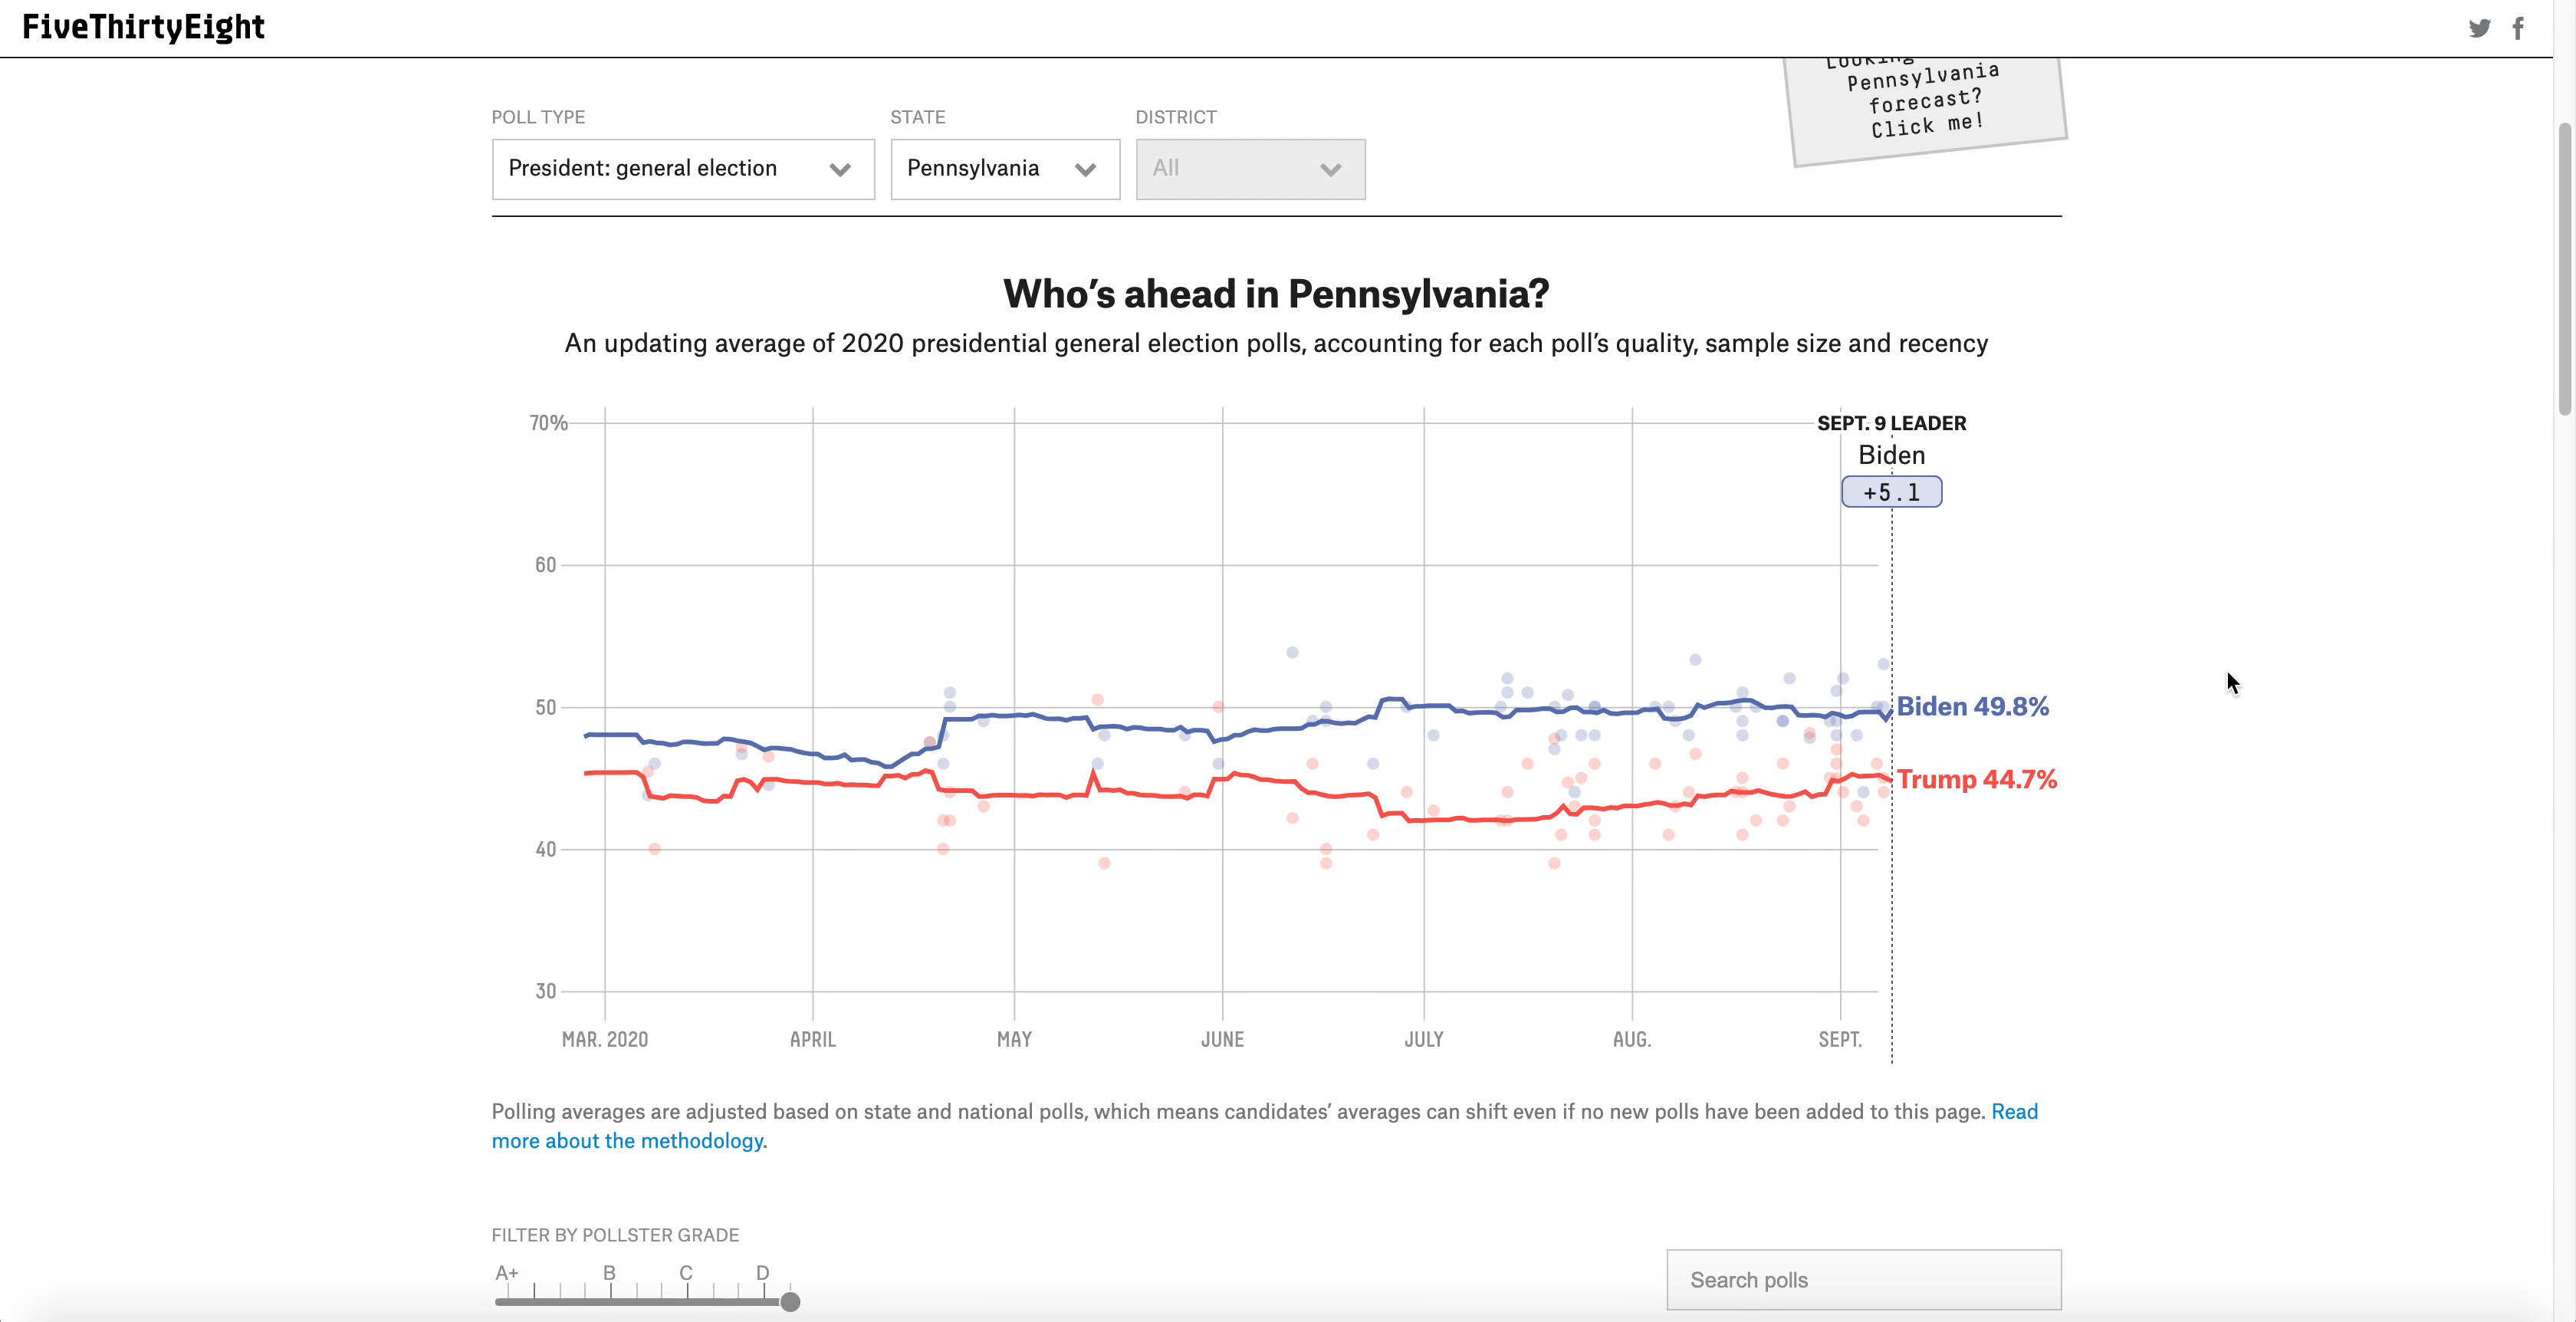 FiveThirtyEight
Looking
Pennsylvania
forecast?
Click me!
POLL TYPE
STATE
DISTRICT
President: general election
Pennsylvania
All
Who’s ahead in Pennsylvania?
An updating average of 2020 presidential general election polls, accounting for each poll’s quality, sample size and recency
70%
SEPT. 9 LEADER
Biden
+5.1
60
50
Biden 49.8%
Trump 44.7%
40
30
MAR. 2020
APRIL
MAY
JUNE
JULY
AUG.
SEPT.
Polling averages are adjusted based on state and national polls, which means candidates’ averages can shift even if no new polls have been added to this page. Read
more about the methodology.
FILTER BY POLLSTER GRADE
A+
B
C
D
Search polls